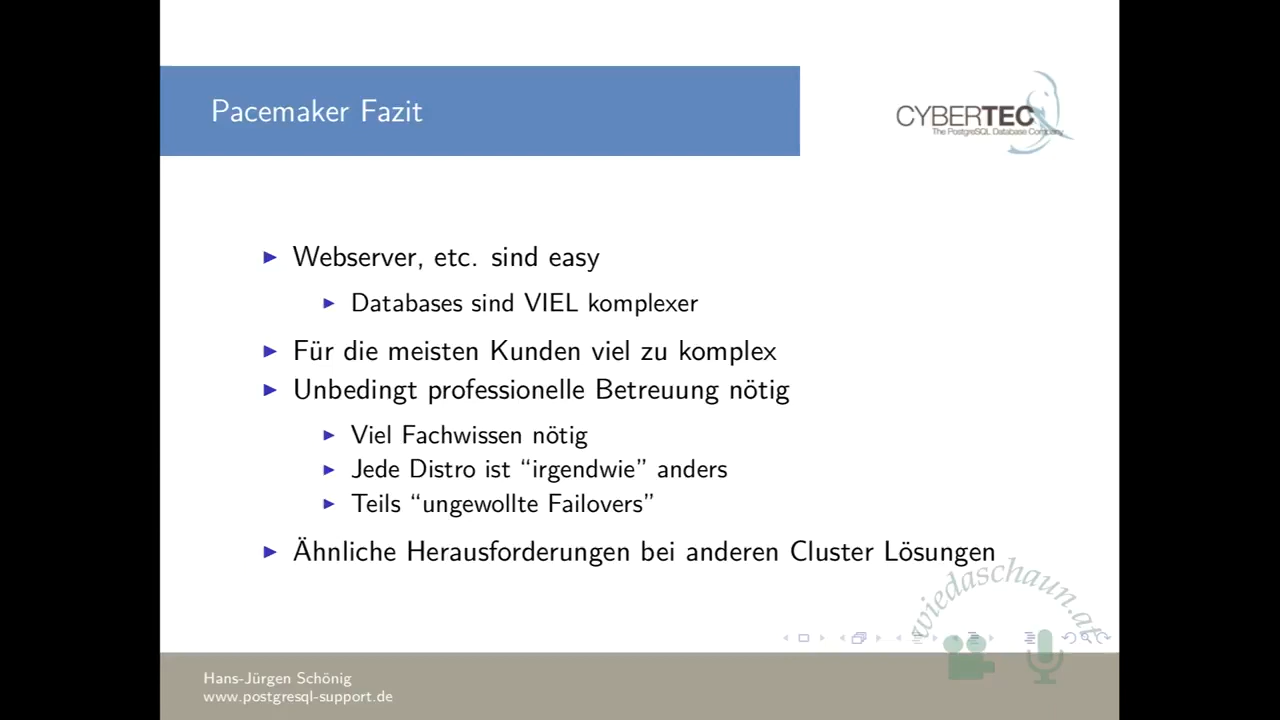 Pacemaker Fazit
CYBERTEC
The PostgreSQL Database Company
Webserver, etc. sind easy
Databases sind VIEL komplexer
Für die meisten Kunden viel zu komplex
Unbedingt professionelle Betreuung nötig
Viel Fachwissen nötig
Jede Distro ist “irgendwie” anders
Teils “ungewollte Failovers”
Ähnliche Herausforderungen bei anderen Cluster Lösungen
wiedaschaun.at
Hans-Jürgen Schönig
www.postgresql-support.de